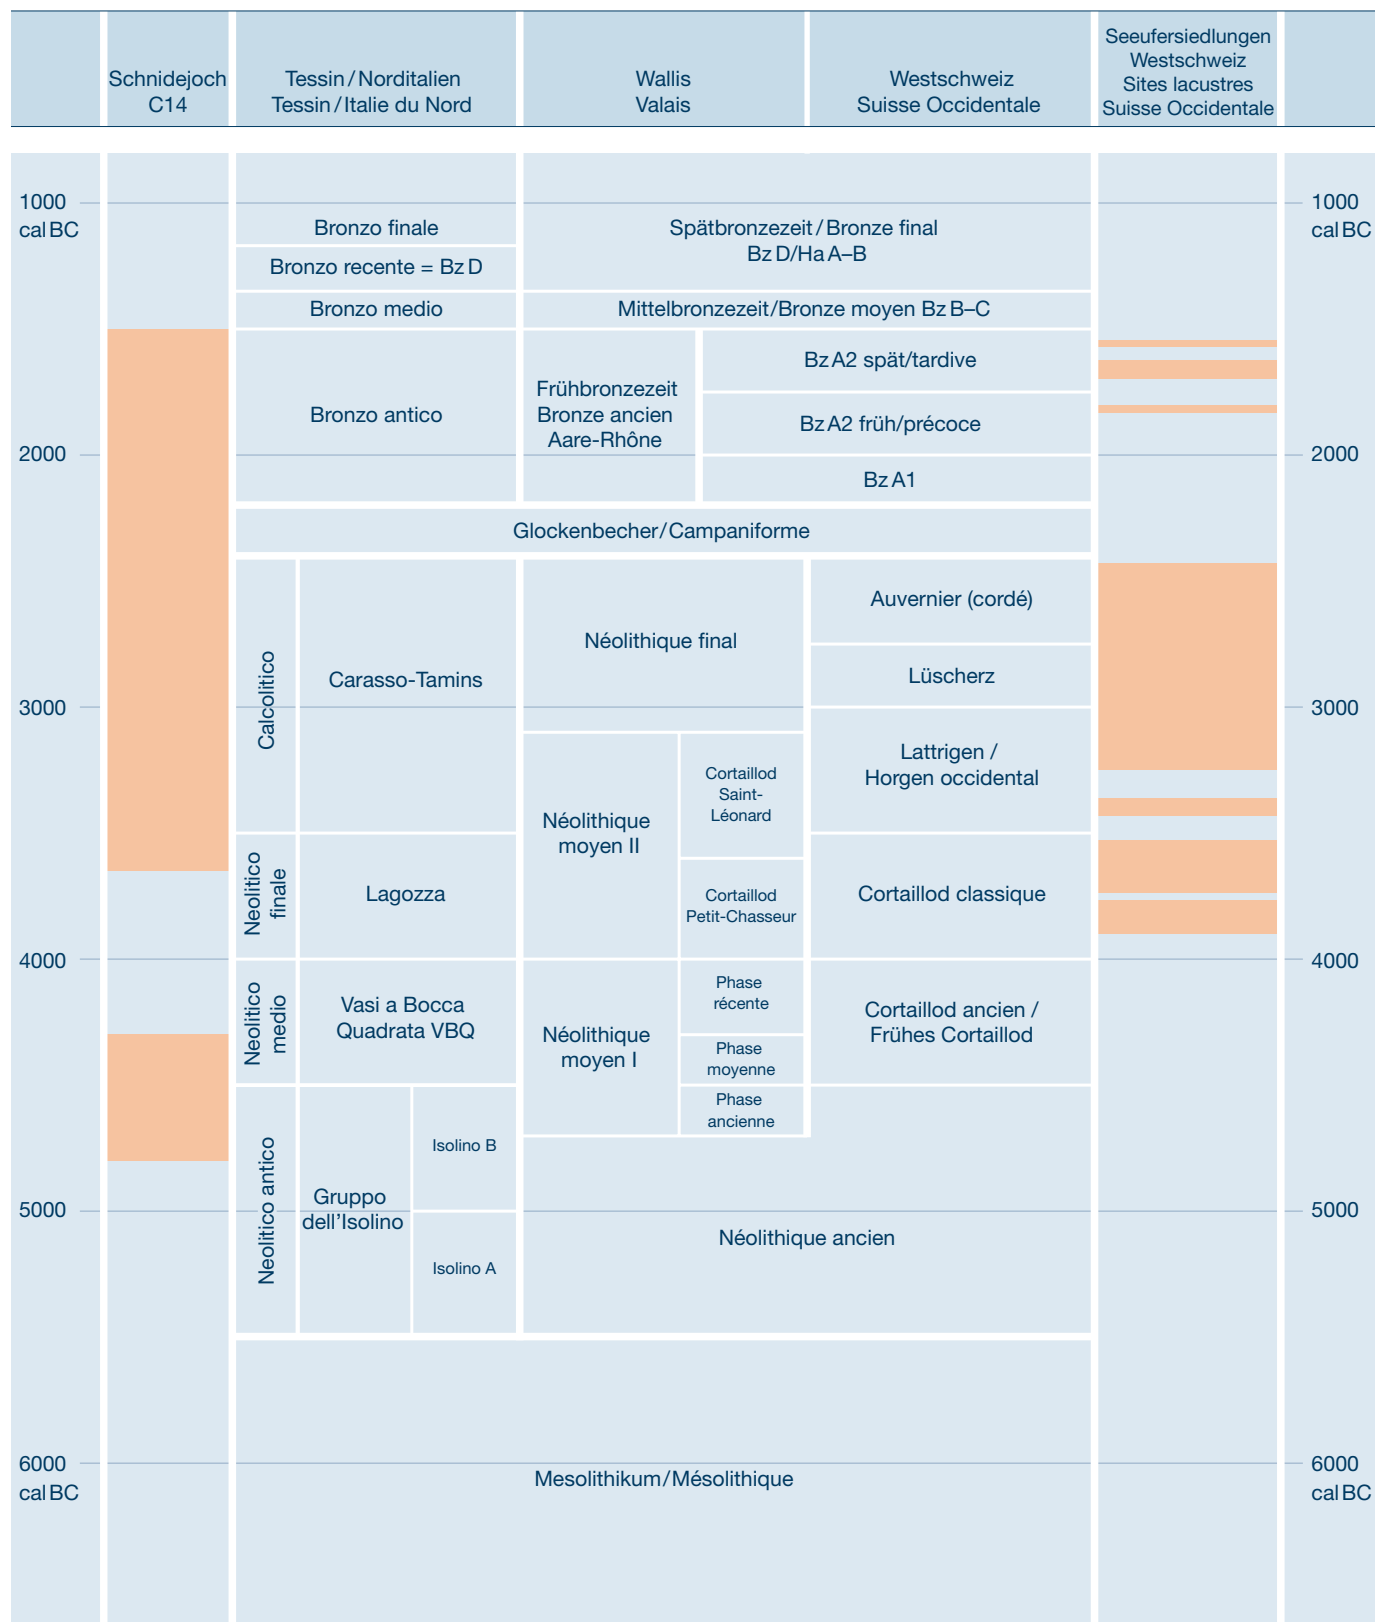 Schnidejoch
C14
Tessin/Norditalien
Tessin/Italie du Nord
Wallis
Valais
Westschweiz
Suisse Occidentale
Seeufersiedlungen
Westschweiz
Sites lacustres
Suisse Occidentale
1000
cal BC
2000
3000
4000
5000
6000
cal BC
Bronzo finale
Bronzo recente = Bz D
Bronzo medio
Bronzo antico
Spätbronzezeit/Bronze final
Bz D/Ha A–B
Mittelbronzezeit/Bronze moyen Bz B–C
Frühbronzezeit
Bronze ancien
Aare-Rhône
Bz A2 spät/tardive
Bz A2 früh/précoce
Bz A1
Glockenbecher/Campaniforme
Calcolitico
Carasso-Tamins
Neolitico
finale
Lagozza
Neolitico
medio
Vasi a Bocca
Quadrata VBQ
Neolitico antico
Gruppo
dell'Isolino
Isolino B
Isolino A
Néolithique final
Néolithique
moyen II
Cortaillod
Saint-
Léonard
Cortaillod
Petit-Chasseur
Néolithique
moyen I
Phase
récente
Phase
moyenne
Phase
ancienne
Auvernier (cordé)
Lüscherz
Lattrigen /
Horgen occidental
Cortaillod classique
Cortaillod ancien /
Frühes Cortaillod
Néolithique ancien
Mesolithikum/Mésolithique
1000
cal BC
2000
3000
4000
5000
6000
cal BC